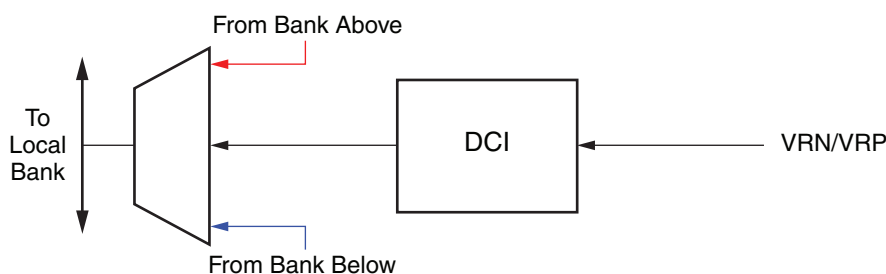 From Bank Above
To
Local
Bank
DCI
VRN/VRP
From Bank Below